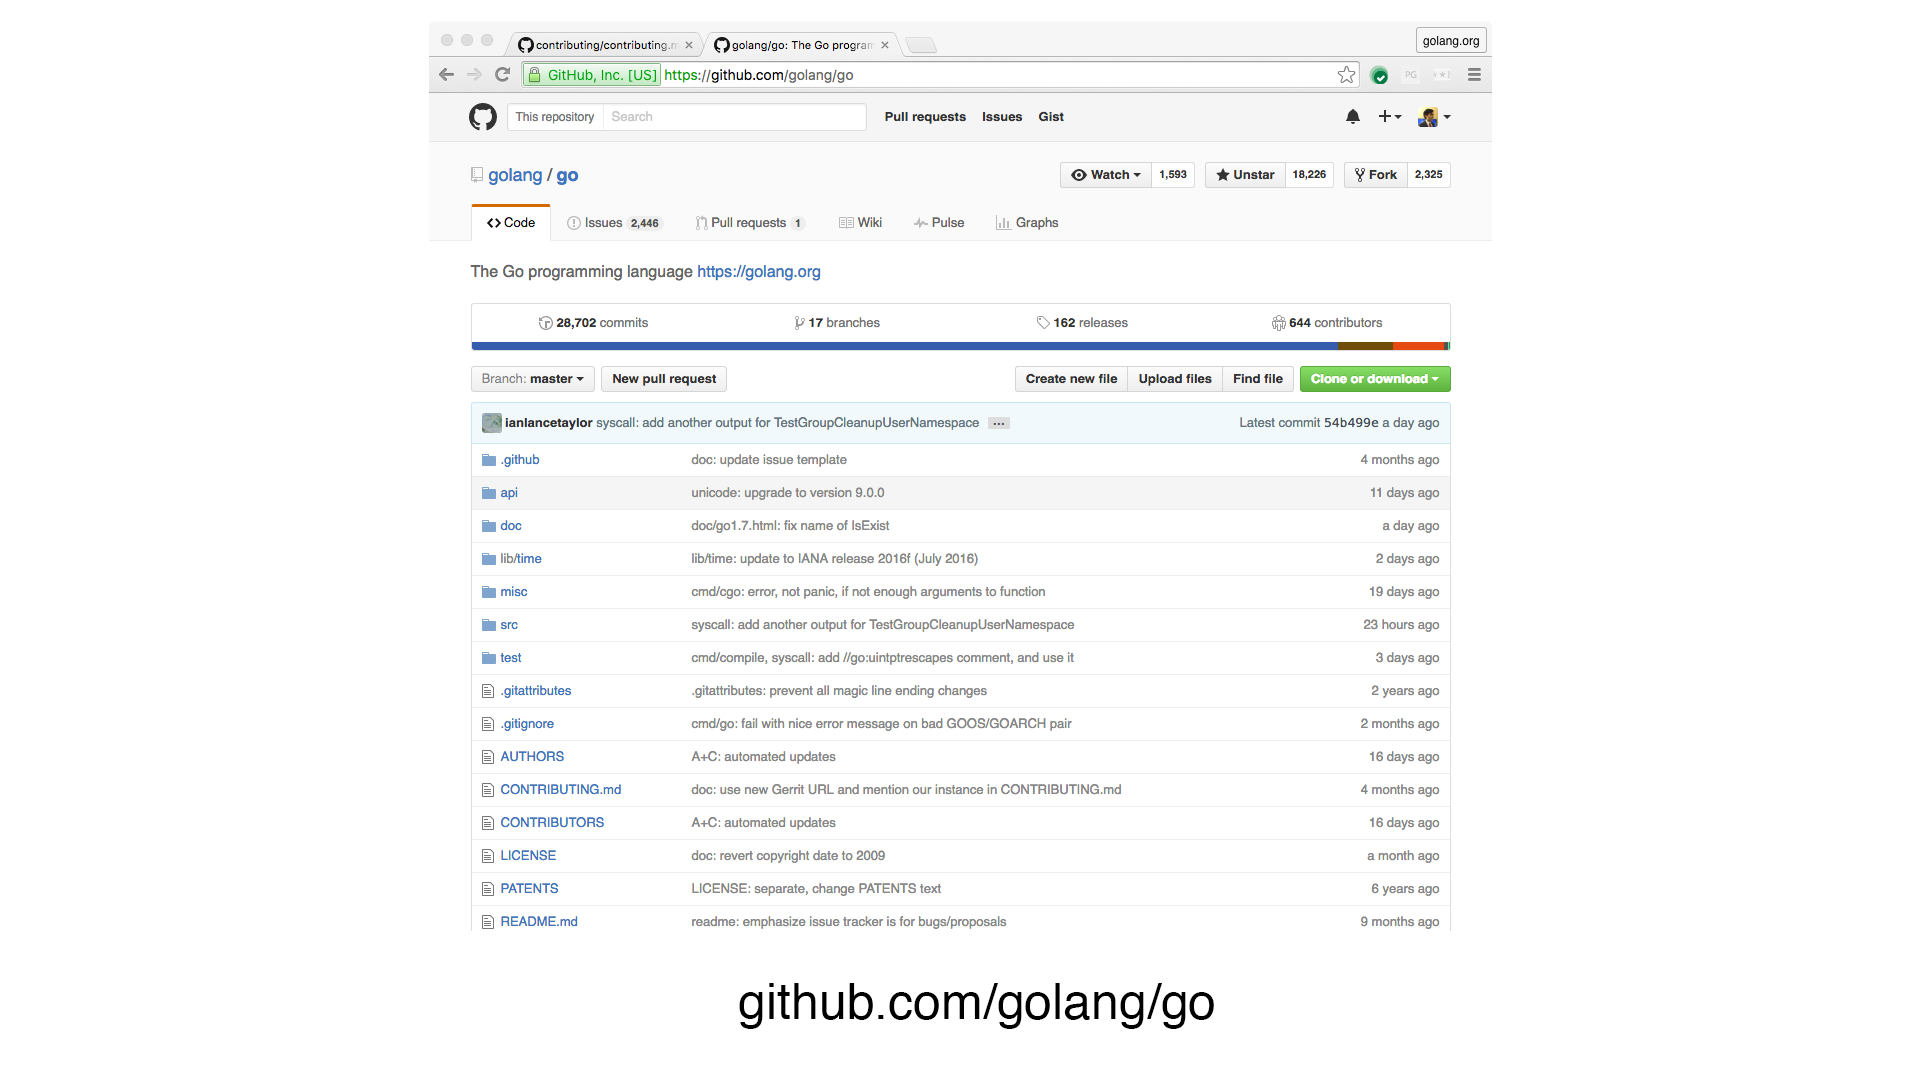 contributing/contributing.m
golang/go: The Go program
golang.org
GitHub, Inc. [US] https://github.com/golang/go
This repository Search Pull requests Issues Gist
golang / go Watch 1,593 Unstar 18,226 Fork 2,325
Code Issues 2,446 Pull requests 1 Wiki Pulse Graphs
The Go programming language https://golang.org
28,702 commits 17 branches 162 releases 644 contributors
Branch: master New pull request Create new file Upload files Find file Clone or download
ianlancetaylor syscall: add another output for TestGroupCleanupUserNamespace ... Latest commit 54b499e a day ago
.github doc: update issue template 4 months ago
api unicode: upgrade to version 9.0.0 11 days ago
doc doc/go1.7.html: fix name of IsExist a day ago
lib/time lib/time: update to IANA release 2016f (July 2016) 2 days ago
misc cmd/cgo: error, not panic, if not enough arguments to function 19 days ago
src syscall: add another output for TestGroupCleanupUserNamespace 23 hours ago
test cmd/compile, syscall: add //go:uintptrescapes comment, and use it 3 days ago
.gitattributes .gitattributes: prevent all magic line ending changes 2 years ago
.gitignore cmd/go: fail with nice error message on bad GOOS/GOARCH pair 2 months ago
AUTHORS A+C: automated updates 16 days ago
CONTRIBUTING.md doc: use new Gerrit URL and mention our instance in CONTRIBUTING.md 4 months ago
CONTRIBUTORS A+C: automated updates 16 days ago
LICENSE doc: revert copyright date to 2009 a month ago
PATENTS LICENSE: separate, change PATENTS text 6 years ago
README.md readme: emphasize issue tracker is for bugs/proposals 9 months ago
github.com/golang/go